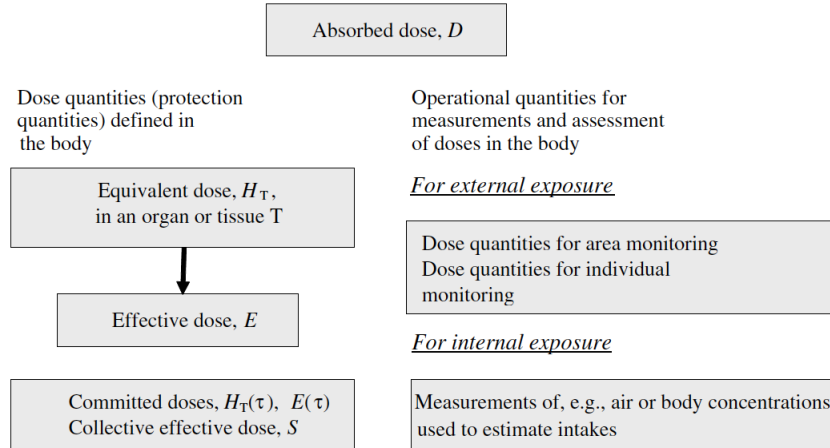 Absorbed dose, D
Dose quantities (protection
quantities) defined in
the body
Equivalent dose, H_T,
in an organ or tissue T
Effective dose, E
Committed doses, H_T(τ), E(τ)
Collective effective dose, S
Operational quantities for
measurements and assessment
of doses in the body
For external exposure
Dose quantities for area monitoring
Dose quantities for individual
monitoring
For internal exposure
Measurements of, e.g., air or body concentrations
used to estimate intakes